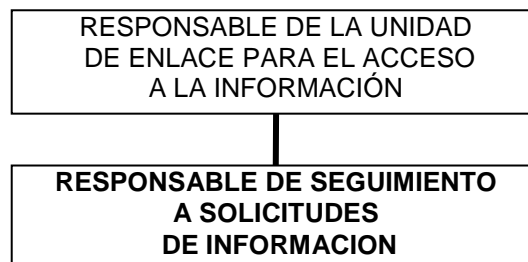 RESPONSABLE DE LA UNIDAD
DE ENLACE PARA EL ACCESO
A LA INFORMACIÓN
RESPONSABLE DE SEGUIMIENTO
A SOLICITUDES
DE INFORMACION